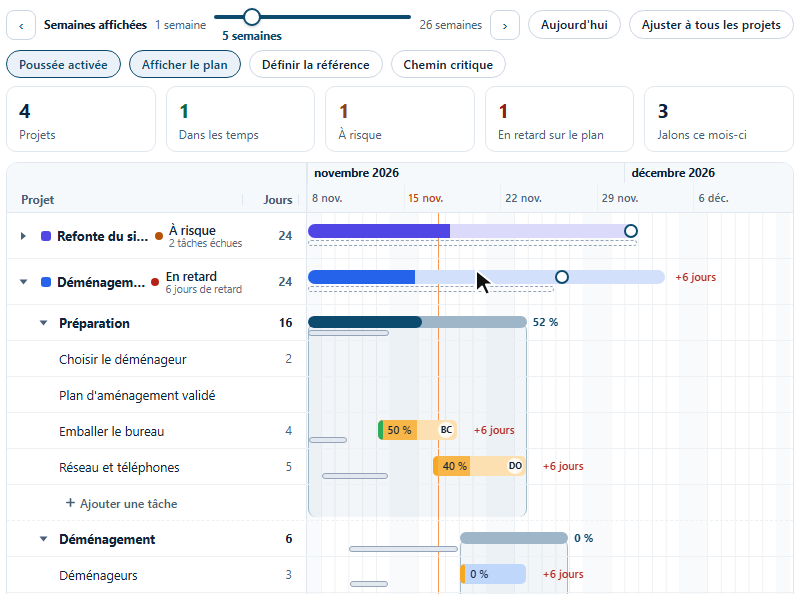 ‹ Semaines affichées 1 semaine 5 semaines 26 semaines › Aujourd'hui Ajuster à tous les projets
Poussée activée Afficher le plan Définir la référence Chemin critique
4 1 1 1 3
Projets Dans les temps À risque En retard sur le plan Jalons ce mois-ci
novembre 2026 décembre 2026
Projet Jours 8 nov. 15 nov. 22 nov. 29 nov. 6 déc.
Refonte du si... À risque 24
2 tâches échues
Déménagem... En retard 24 +6 jours
6 jours de retard
Préparation 16 52 %
Choisir le déménageur 2
Plan d'aménagement validé
Emballer le bureau 4 50 % BC +6 jours
Réseau et téléphones 5 40 % DO +6 jours
+ Ajouter une tâche
Déménagement 6 0 %
Déménageurs 3 0 % +6 jours